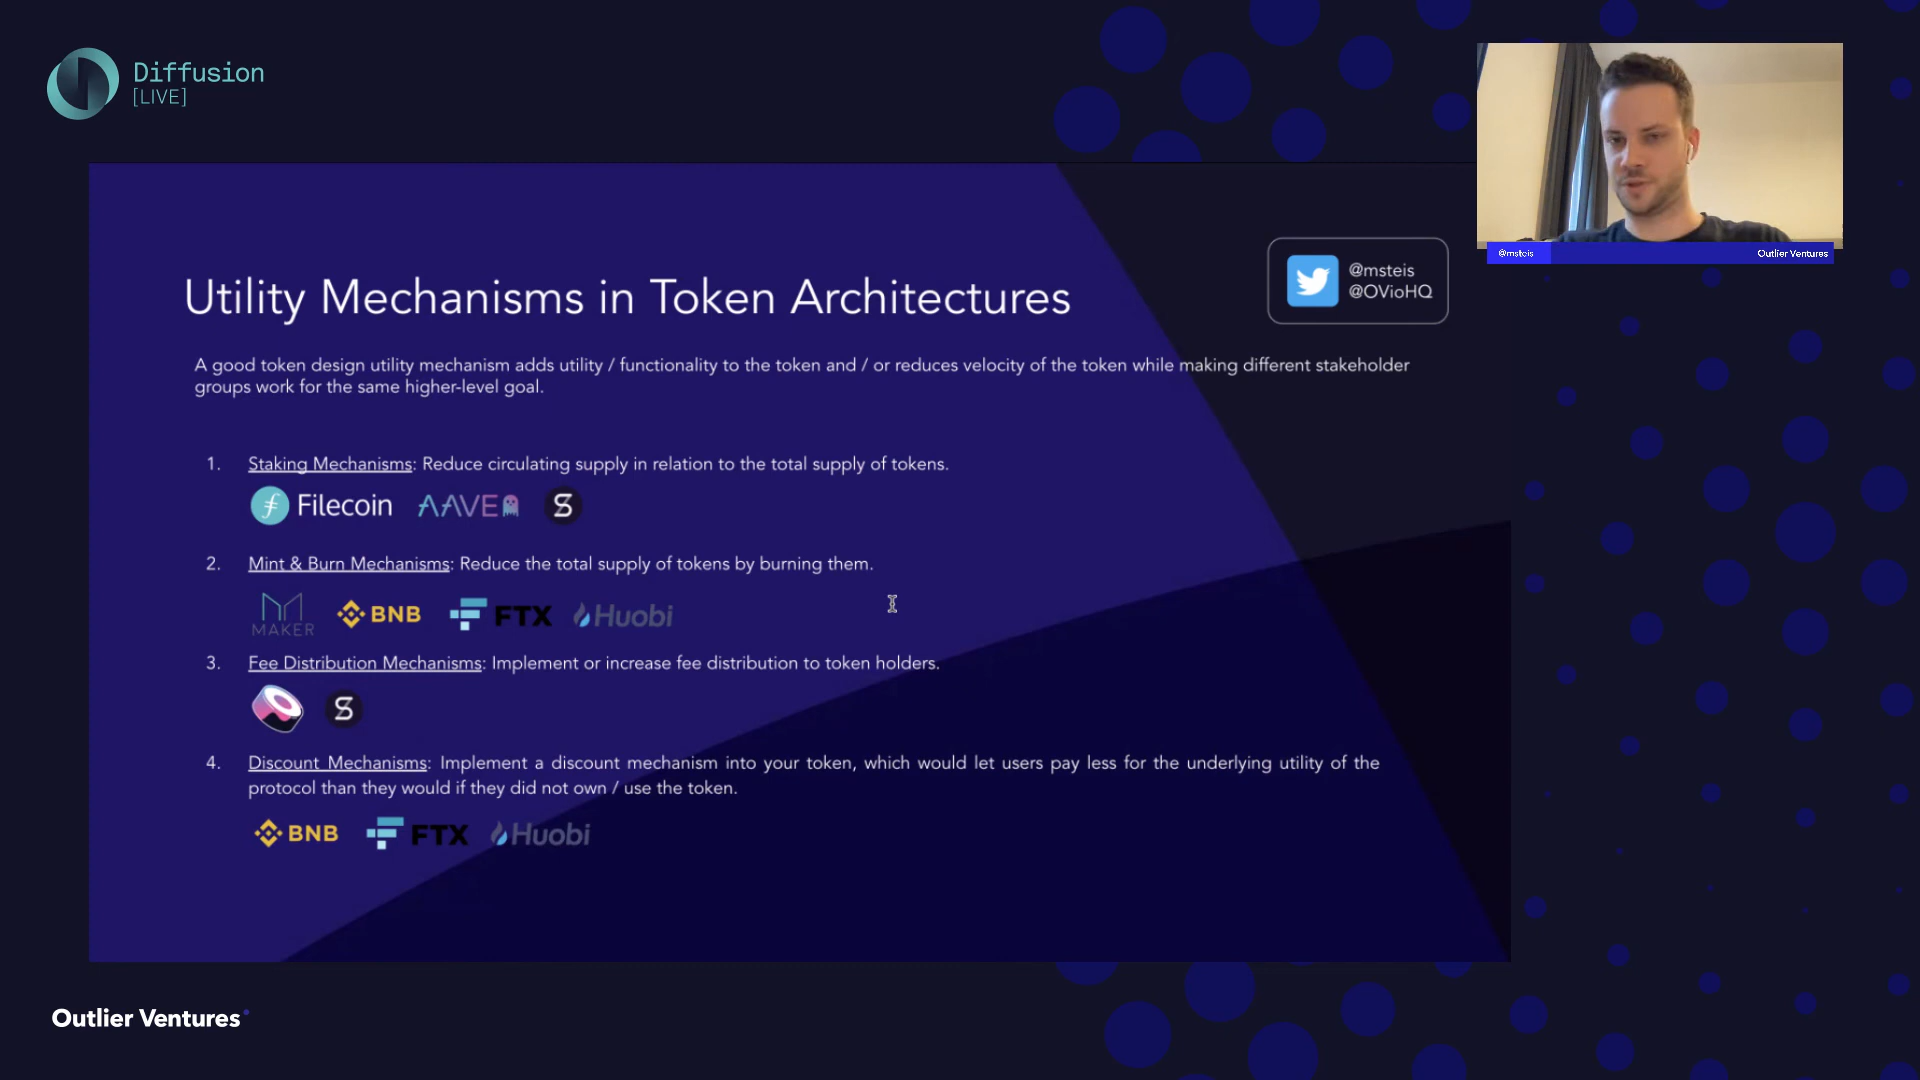 Diffusion
[LIVE]
@msteis
Outlier Ventures
@msteis
@OVioHQ
Utility Mechanisms in Token Architectures
A good token design utility mechanism adds utility / functionality to the token and / or reduces velocity of the token while making different stakeholder
groups work for the same higher-level goal.
1. Staking Mechanisms: Reduce circulating supply in relation to the total supply of tokens.
Filecoin AAVE
2. Mint & Burn Mechanisms: Reduce the total supply of tokens by burning them.
MAKER BNB FTX Huobi
3. Fee Distribution Mechanisms: Implement or increase fee distribution to token holders.
4. Discount Mechanisms: Implement a discount mechanism into your token, which would let users pay less for the underlying utility of the
protocol than they would if they did not own / use the token.
BNB FTX Huobi
Outlier Ventures